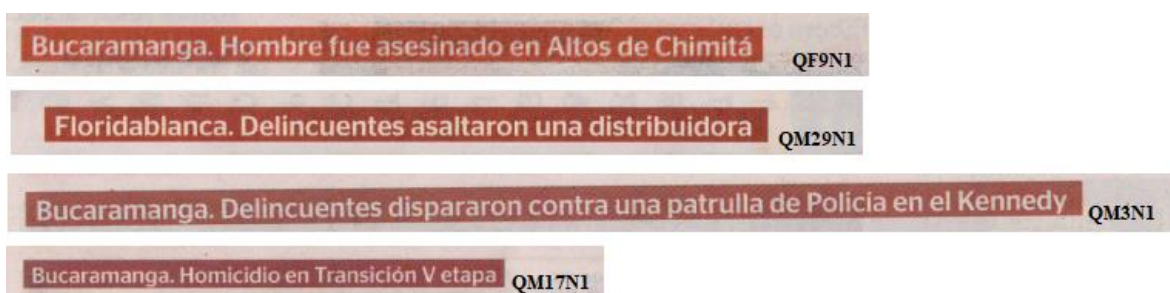 Bucaramanga. Hombre fue asesinado en Altos de Chimitá QF9N1
Floridablanca. Delincuentes asaltaron una distribuidora QM29N1
Bucaramanga. Delincuentes dispararon contra una patrulla de Policía en el Kennedy QM3N1
Bucaramanga. Homicidio en Transición V etapa QM17N1